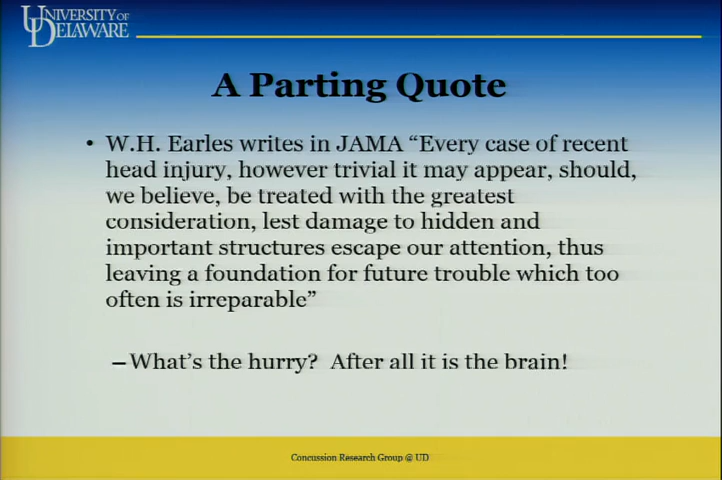 UNIVERSITY OF
DELAWARE
A Parting Quote
• W.H. Earles writes in JAMA “Every case of recent
head injury, however trivial it may appear, should,
we believe, be treated with the greatest
consideration, lest damage to hidden and
important structures escape our attention, thus
leaving a foundation for future trouble which too
often is irreparable”
– What’s the hurry? After all it is the brain!
Concussion Research Group @ UD